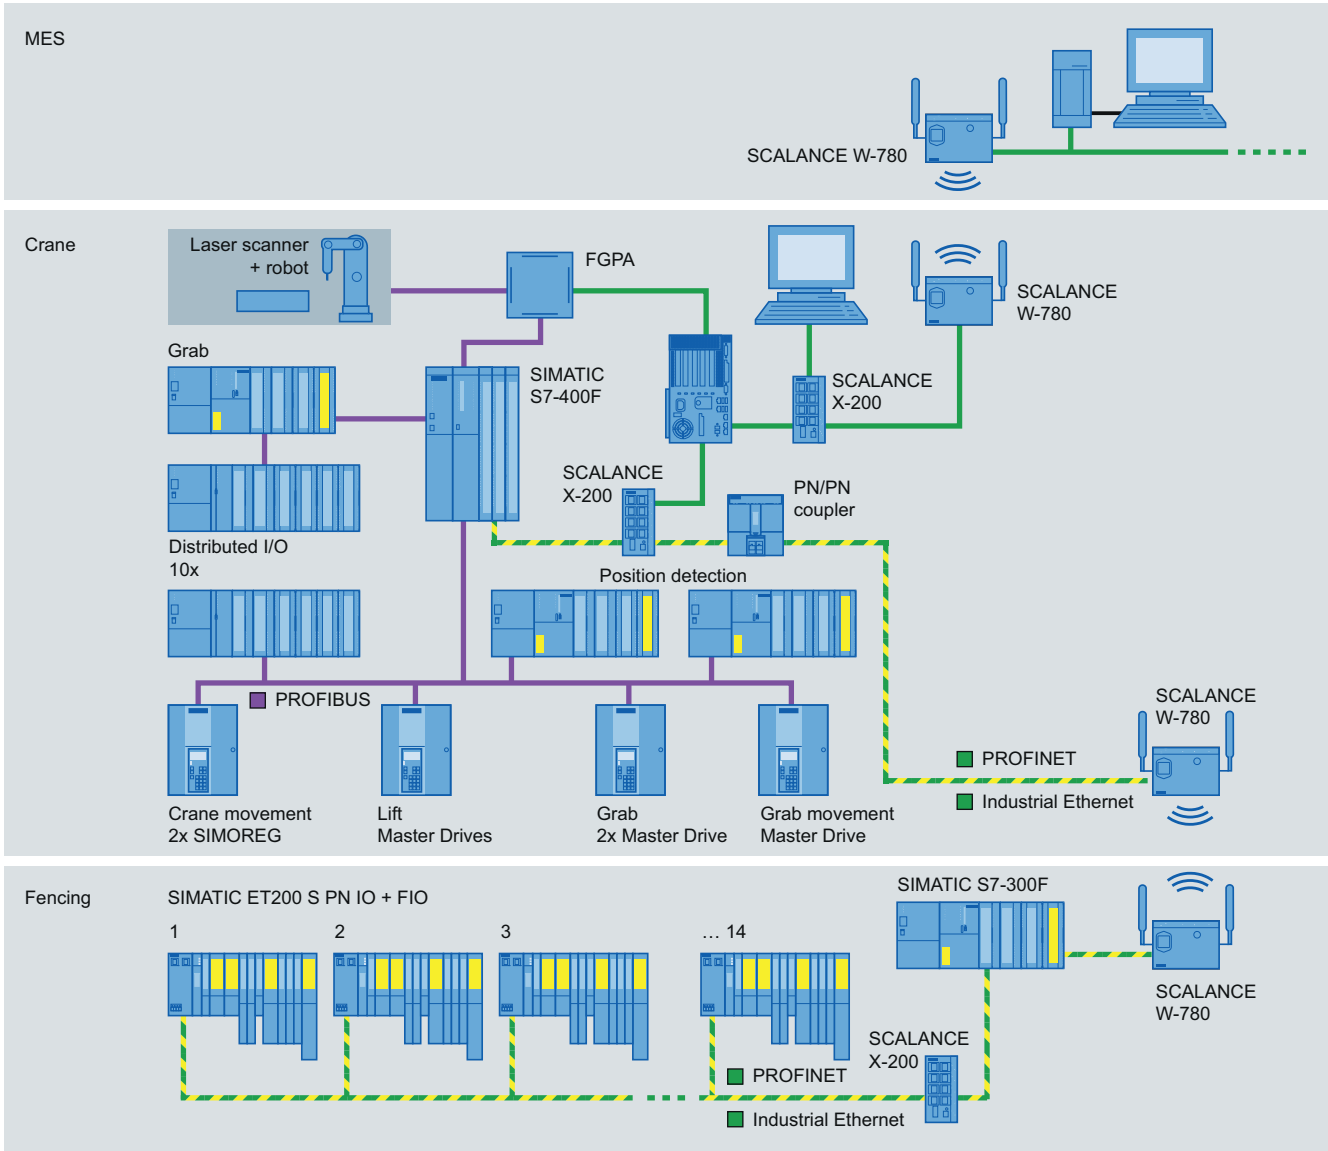 MES
SCALANCE W-780
Crane
Laser scanner
+ robot
FGPA
SCALANCE
W-780
Grab
SIMATIC
S7-400F
SCALANCE
X-200
SCALANCE
X-200
PN/PN
coupler
Distributed I/O
10x
Position detection
PROFIBUS
SCALANCE
W-780
PROFINET
Industrial Ethernet
Crane movement
2x SIMOREG
Lift
Master Drives
Grab
2x Master Drive
Grab movement
Master Drive
Fencing
SIMATIC ET200 S PN IO + FIO
SIMATIC S7-300F
1
2
3
... 14
SCALANCE
W-780
SCALANCE
X-200
PROFINET
Industrial Ethernet